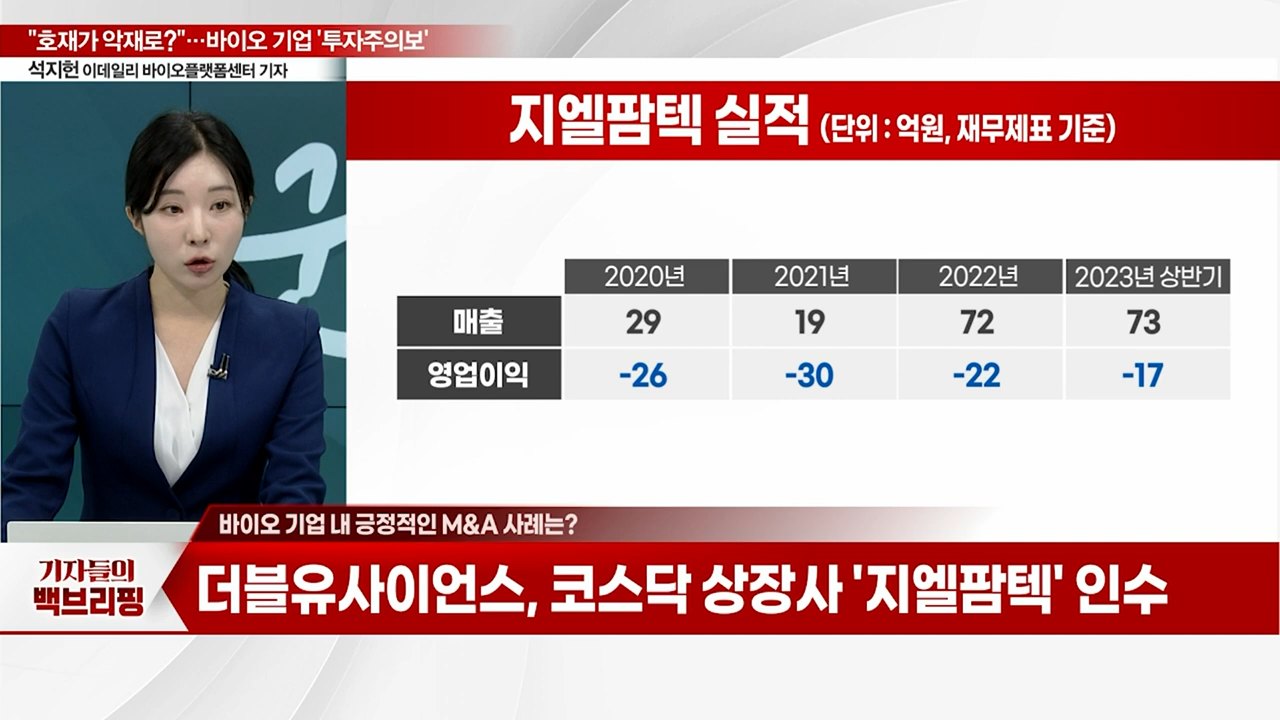 "호재가 악재로?"…바이오 기업 '투자주의보'
석지헌 이데일리 바이오플랫폼센터 기자
지엘팜텍 실적 (단위 : 억원, 재무제표 기준)
2020년 2021년 2022년 2023년 상반기
매출 29 19 72 73
영업이익 -26 -30 -22 -17
바이오 기업 내 긍정적인 M&A 사례는?
기자들의
백브리핑
더블유사이언스, 코스닥 상장사 '지엘팜텍' 인수